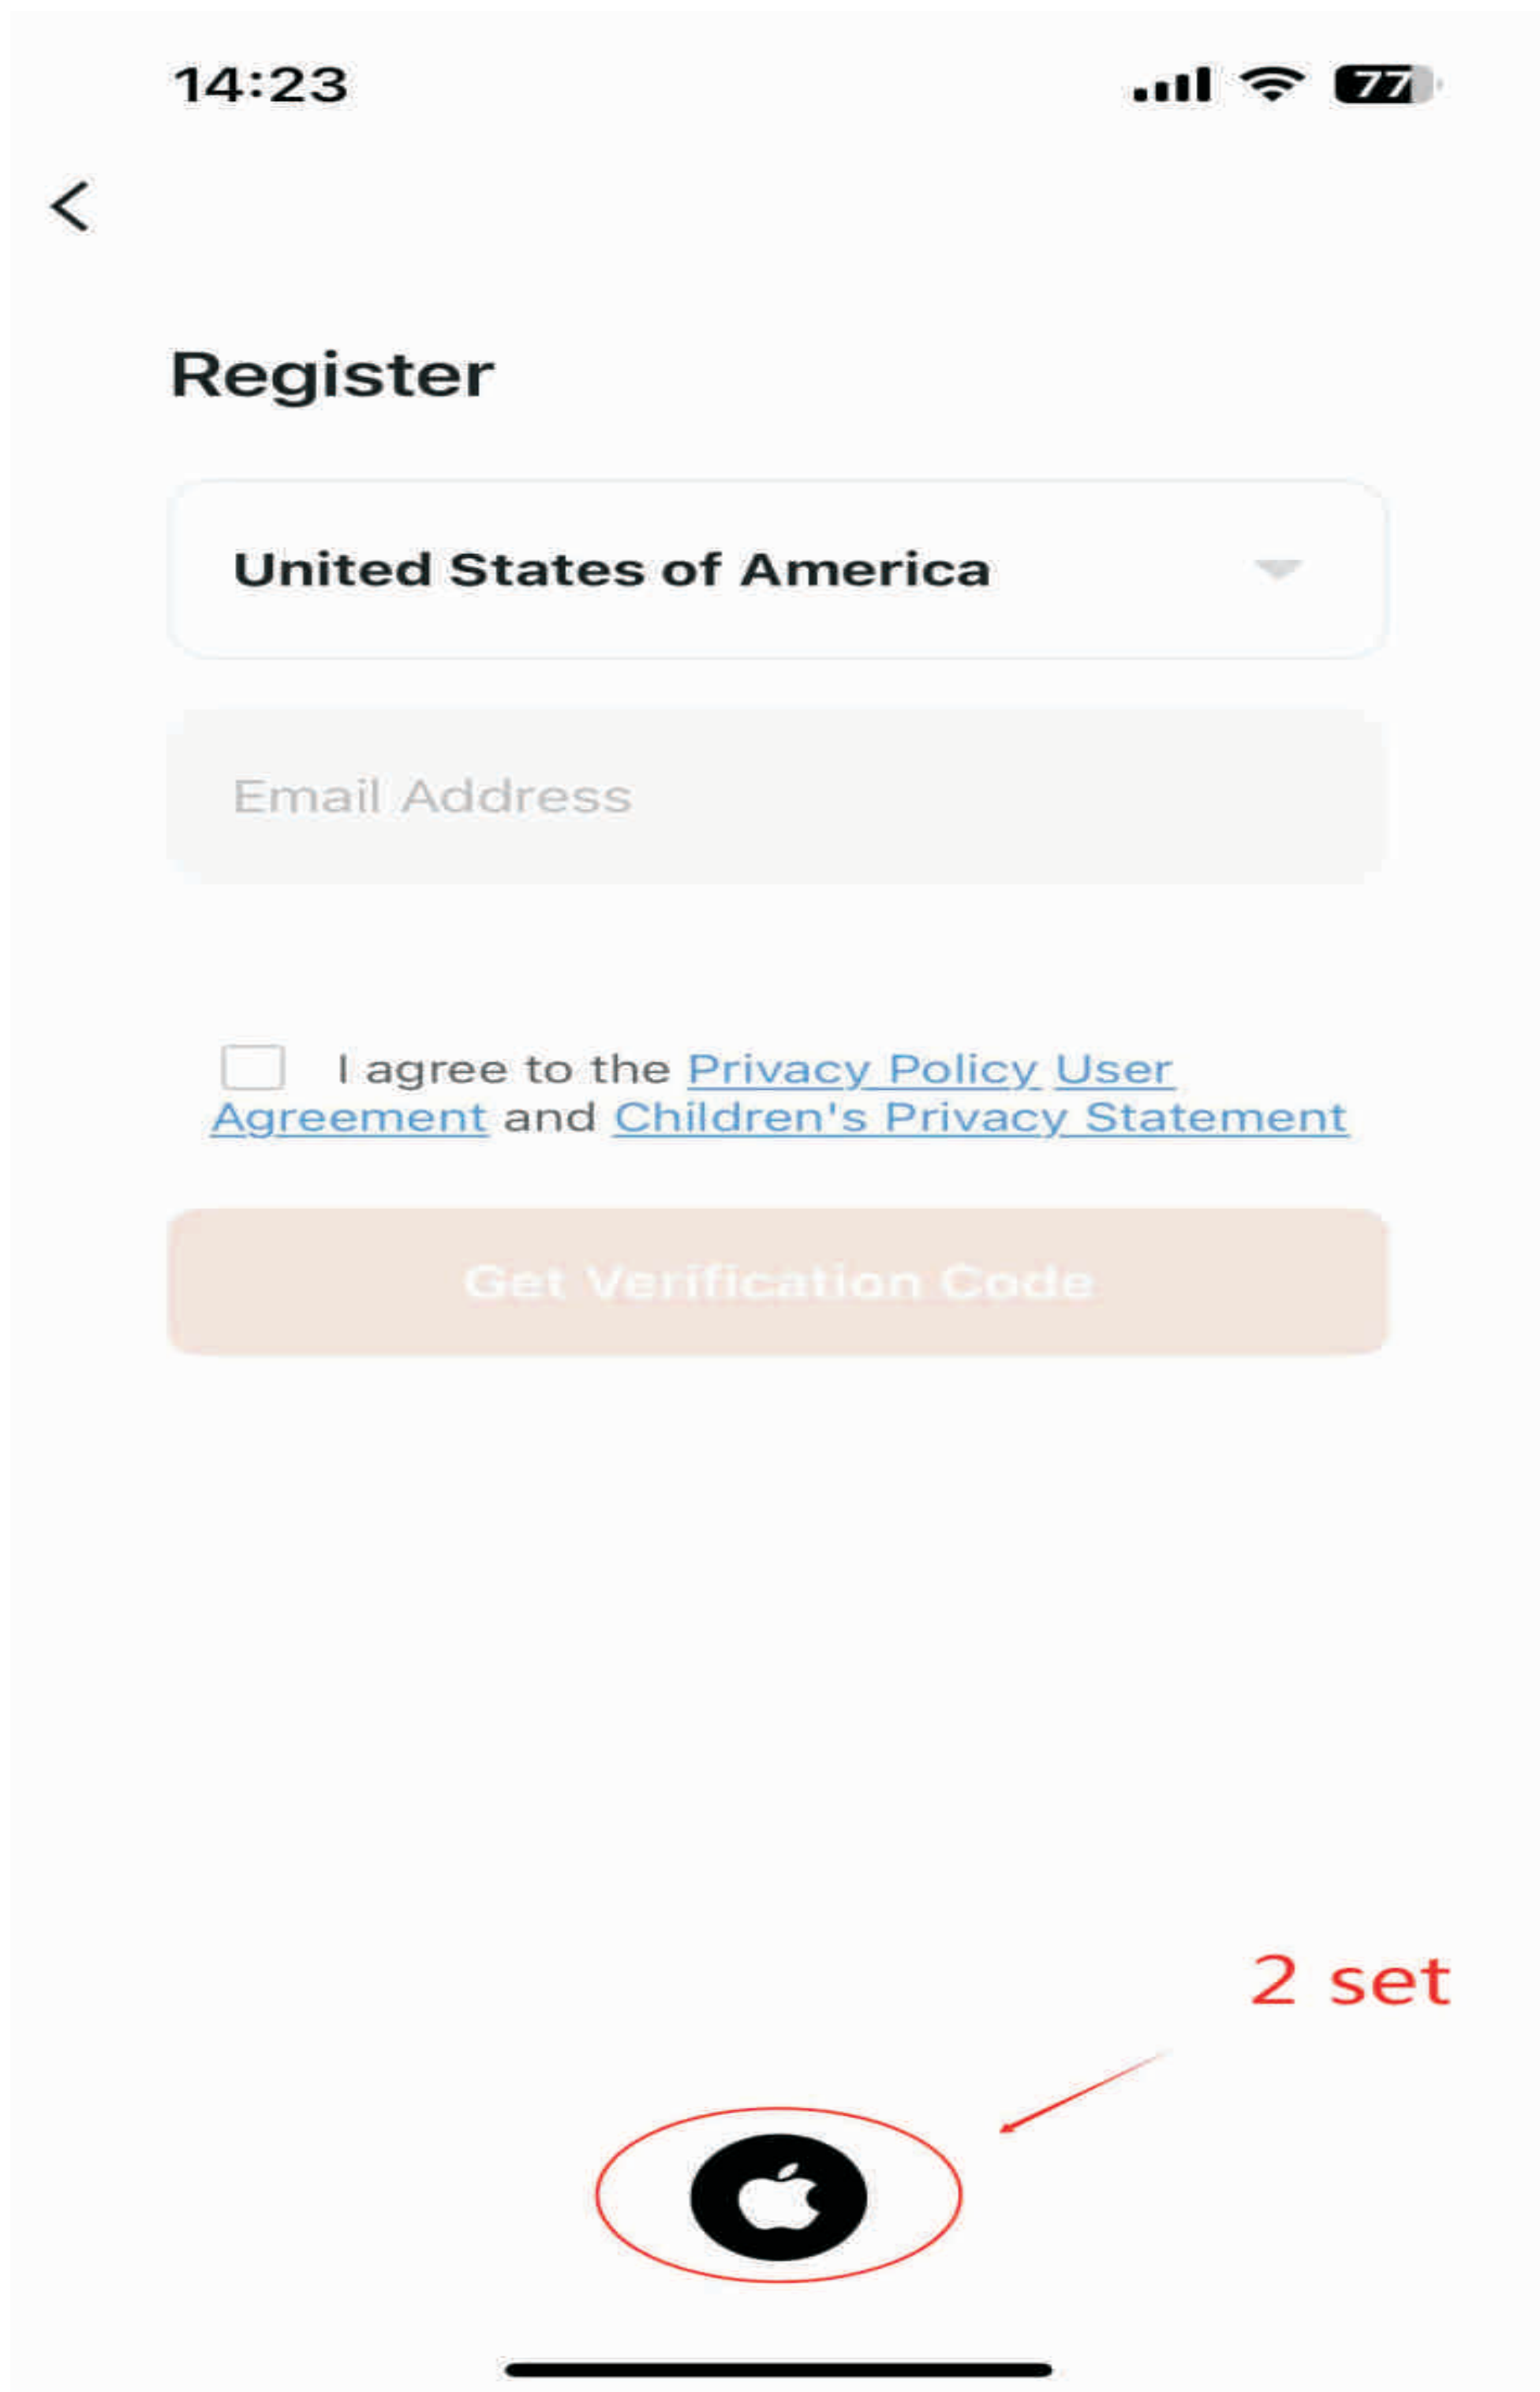 14:23
77
Register
United States of America
Email Address
I agree to the Privacy Policy User
Agreement and Children's Privacy Statement
Get Verification Code
2 set